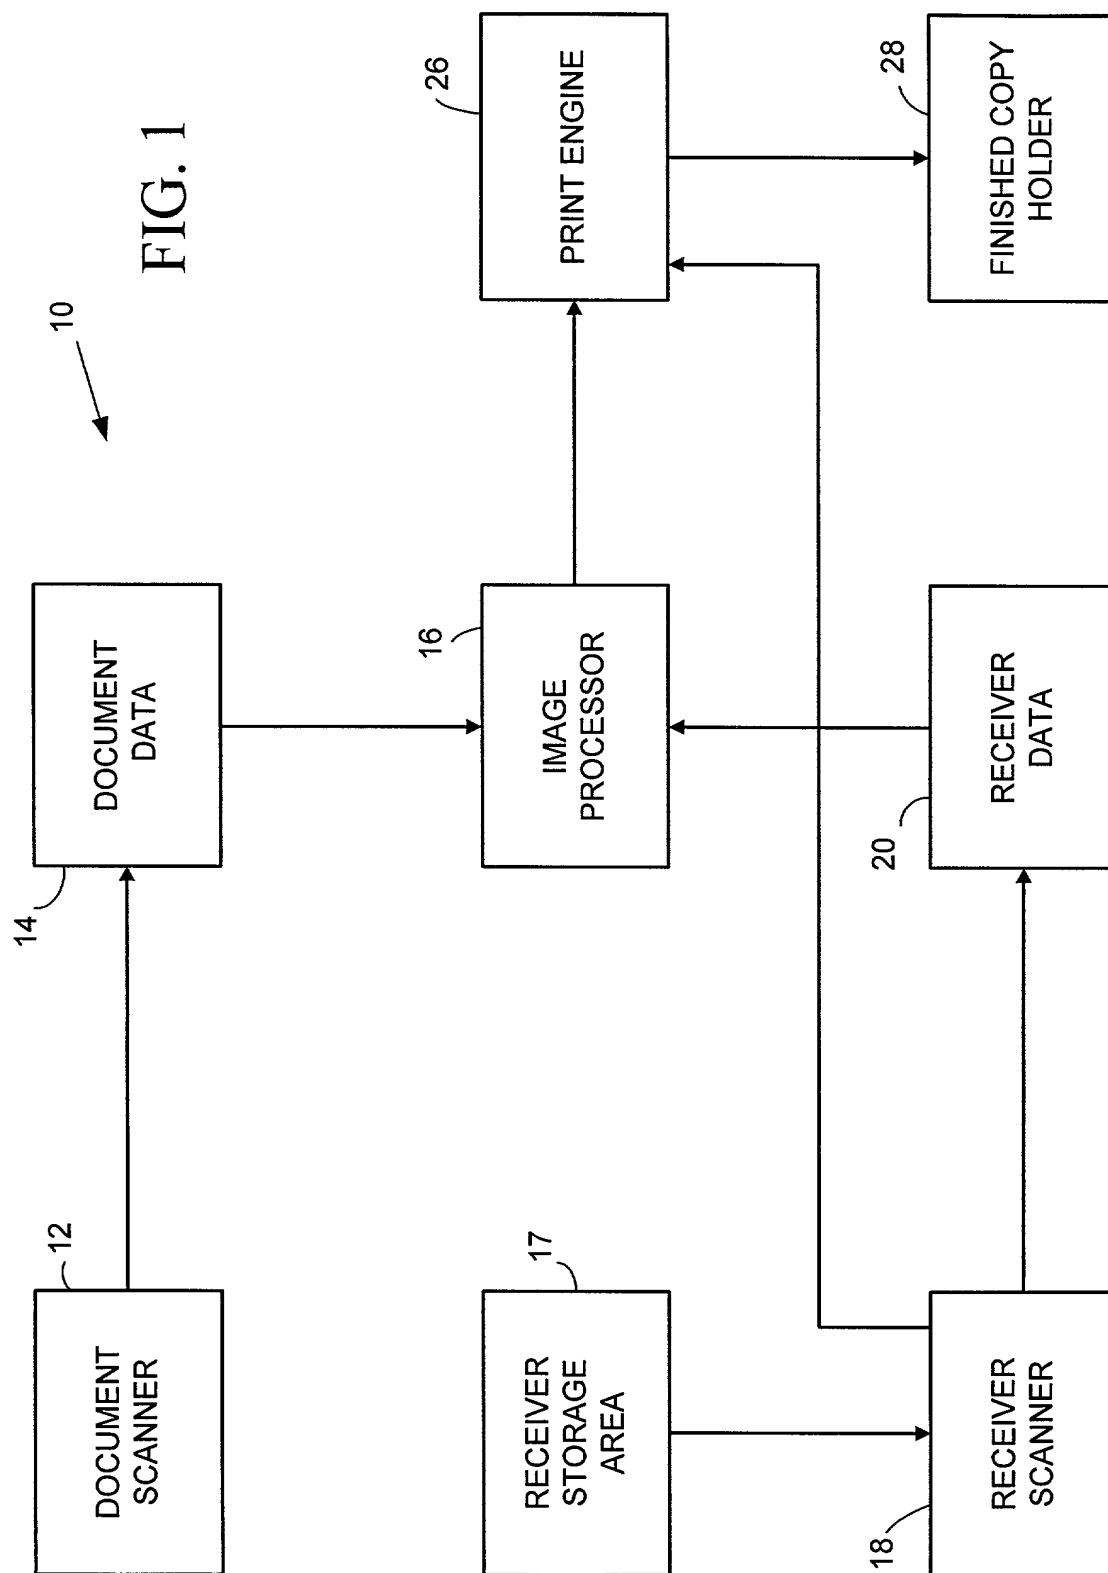 FIG. 1
10
12
DOCUMENT
SCANNER
14
DOCUMENT
DATA
17
RECEIVER
STORAGE
AREA
16
IMAGE
PROCESSOR
26
PRINT ENGINE
18
RECEIVER
SCANNER
20
RECEIVER
DATA
28
FINISHED COPY
HOLDER